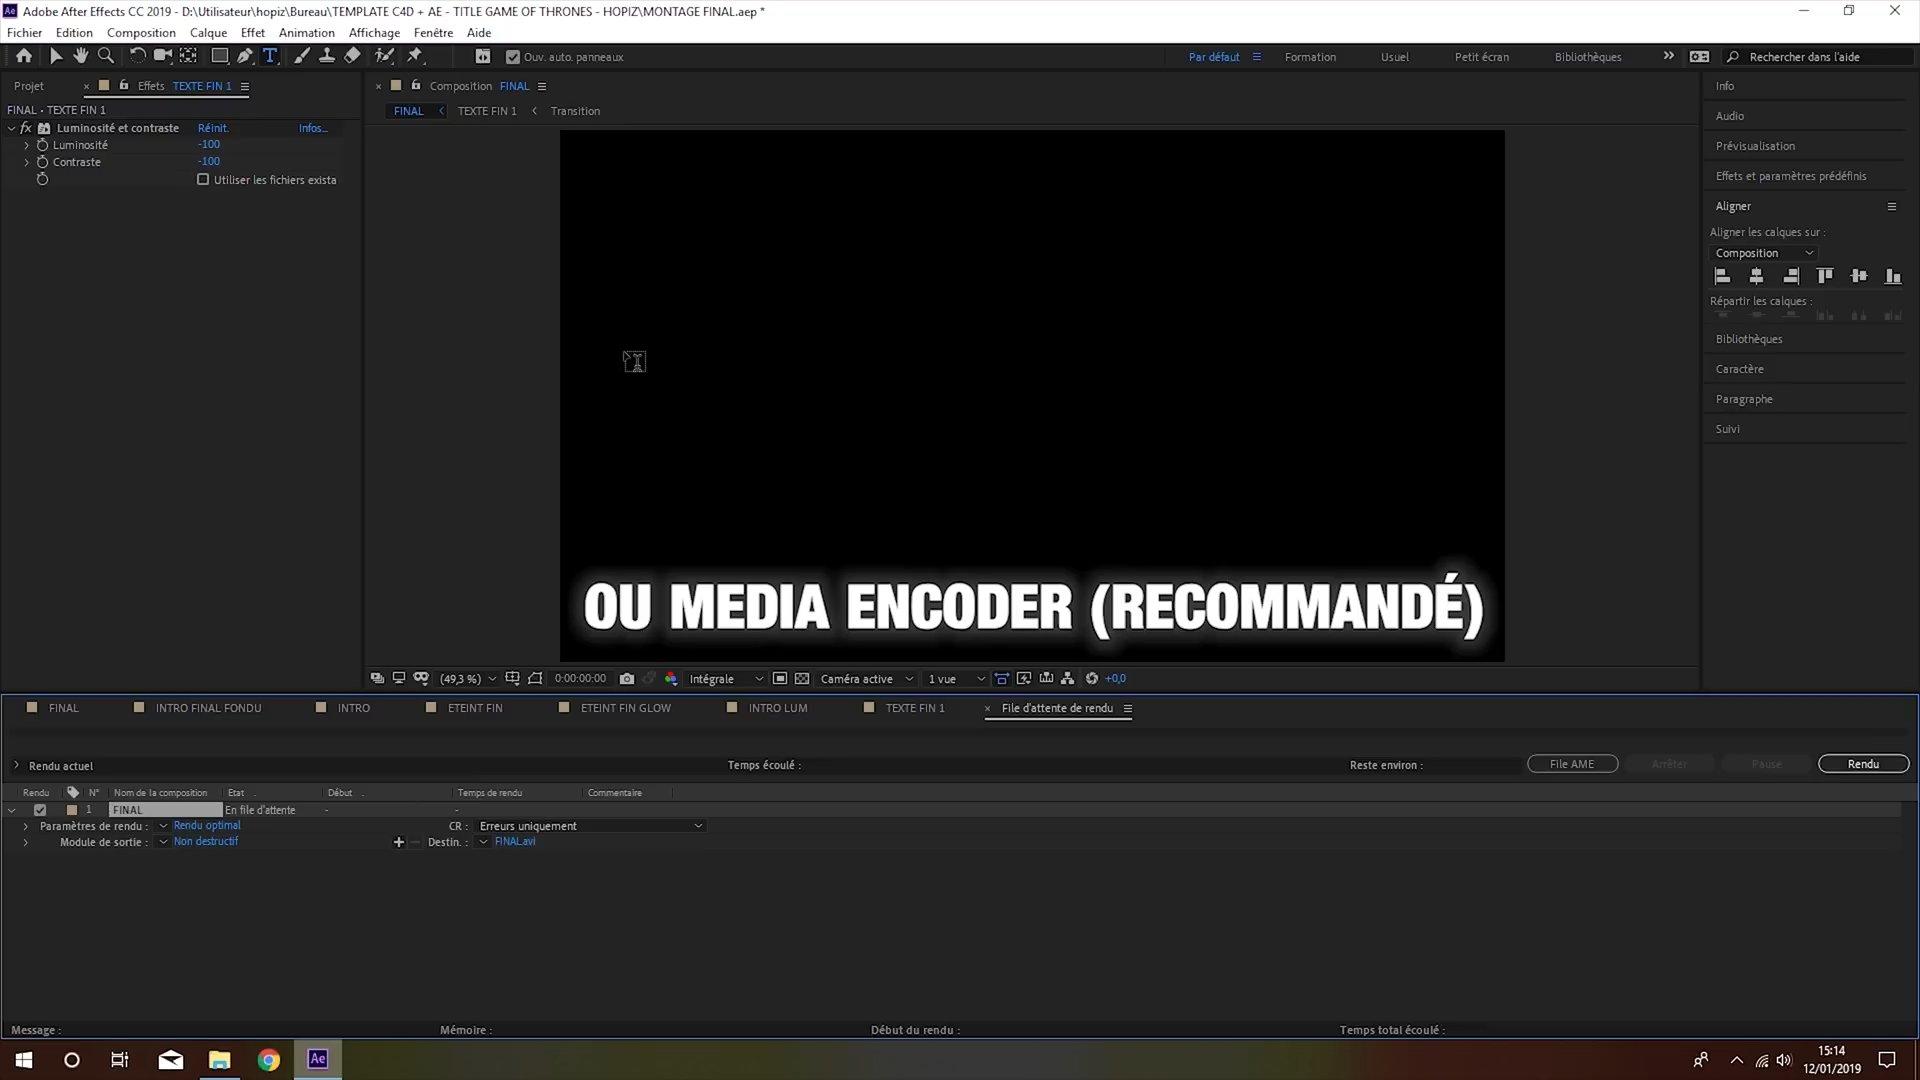 Adobe After Effects CC 2019 - D:\Utilisateur\hopiz\Bureau\TEMPLATE C4D + AE - TITLE GAME OF THRONES - HOPIZ\MONTAGE FINAL.aep *
Fichier Edition Composition Calque Effet Animation Affichage Fenêtre Aide
Ouv. auto. panneaux Par défaut Formation Usuel Petit écran Bibliothèques Rechercher dans l'aide
Projet Effets TEXTE FIN 1
FINAL • TEXTE FIN 1
fx Luminosité et contraste Réinit. Infos...
Luminosité -100
Contraste -100
Utiliser les fichiers exista
Composition FINAL
FINAL TEXTE FIN 1 Transition
OU MEDIA ENCODER (RECOMMANDÉ)
(49,3 %) 0:00:00:00 Intégrale Caméra active 1 vue +0,0
Info
Audio
Prévisualisation
Effets et paramètres prédéfinis
Aligner
Aligner les calques sur :
Composition
Répartir les calques :
Bibliothèques
Caractère
Paragraphe
Suivi
FINAL INTRO FINAL FONDU INTRO ETEINT FIN ETEINT FIN GLOW INTRO LUM TEXTE FIN 1 File d'attente de rendu
Rendu actuel Temps écoulé : Reste environ : File AME Arrêter Pause Rendu
Rendu N° Nom de la composition Etat Début Temps de rendu Commentaire
1 FINAL En file d'attente - -
Paramètres de rendu : Rendu optimal CR : Erreurs uniquement
Module de sortie : Non destructif Destin. : FINAL.avi
Message : Mémoire : Début du rendu : Temps total écoulé :
Ae
15:14
12/01/2019